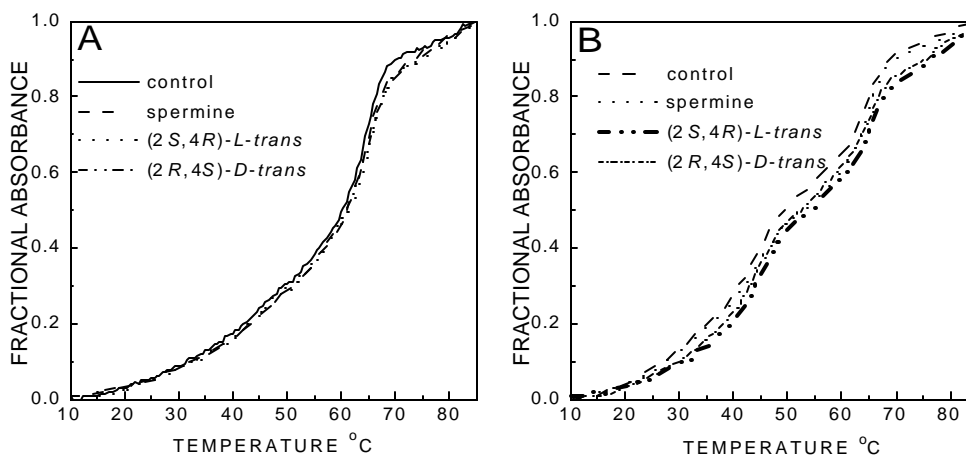 A
control
spermine
(2S,4R)-L-trans
(2R,4S)-D-trans
FRACTIONAL ABSORBANCE
1.0
0.8
0.6
0.4
0.2
0.0
10 20 30 40 50 60 70 80
TEMPERATURE °C
B
control
spermine
(2S,4R)-L-trans
(2R,4S)-D-trans
FRACTIONAL ABSORBANCE
1.0
0.8
0.6
0.4
0.2
0.0
10 20 30 40 50 60 70 80
TEMPERATURE °C